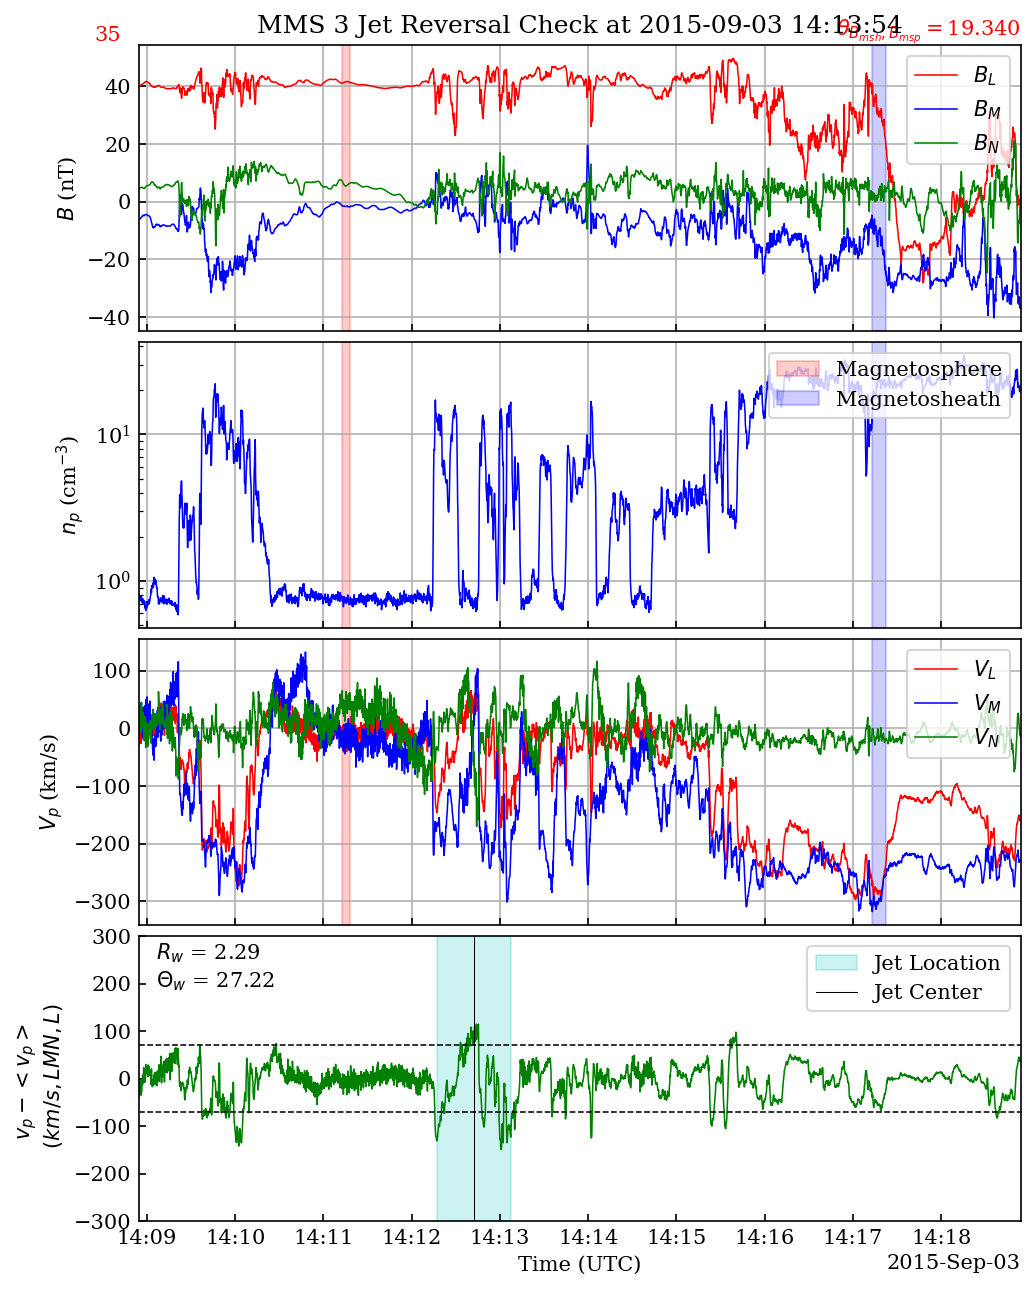 35
MMS 3 Jet Reversal Check at 2015-09-03 14:13:54
θ_{B_{msh}, B_{msp}} = 19.340
B (nT)
40
20
0
−20
−40
B_L
B_M
B_N
n_p (cm^{−3})
10^1
10^0
Magnetosphere
Magnetosheath
V_p (km/s)
100
0
−100
−200
−300
V_L
V_M
V_N
v_p − < v_p >
(km/s, LMN, L)
300
200
100
0
−100
−200
−300
R_w = 2.29
Θ_w = 27.22
Jet Location
Jet Center
14:09 14:10 14:11 14:12 14:13 14:14 14:15 14:16 14:17 14:18
Time (UTC)
2015-Sep-03